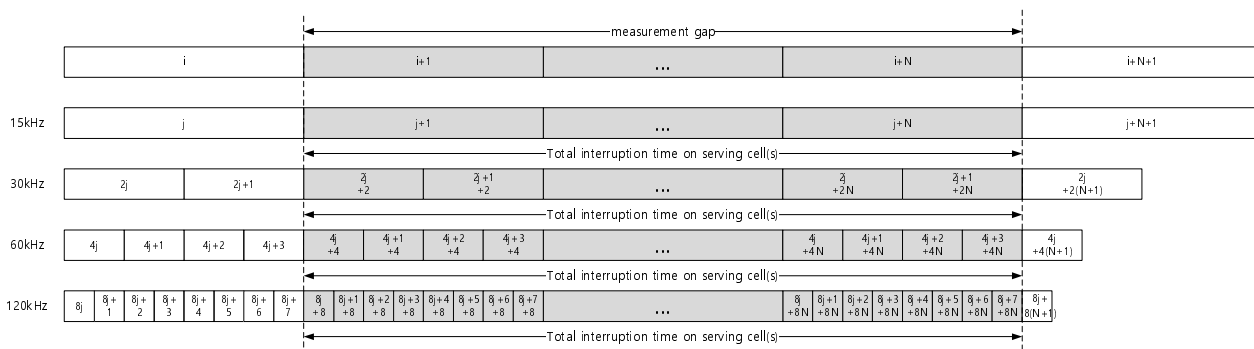 measurement gap
i i+1 ... i+N i+N+1
15kHz j j+1 ... j+N j+N+1
Total interruption time on serving cell(s)
30kHz 2j 2j+1 2j +2 2j+1 +2 ... 2j +2N 2j+1 +2N 2j +2(N+1)
Total interruption time on serving cell(s)
60kHz 4j 4j+1 4j+2 4j+3 4j +4 4j+1 +4 4j+2 +4 4j+3 +4 ... 4j +4N 4j+1 +4N 4j+2 +4N 4j+3 +4N 4j +4(N+1)
Total interruption time on serving cell(s)
120kHz 8j 8j+ 1 8j+ 2 8j+ 3 8j+ 4 8j+ 5 8j+ 6 8j+ 7 8j +8 8j+1 +8 8j+2 +8 8j+3 +8 8j+4 +8 8j+5 +8 8j+6 +8 8j+7 +8 ... 8j +8N 8j+1 +8N 8j+2 +8N 8j+3 +8N 8j+4 +8N 8j+5 +8N 8j+6 +8N 8j+7 +8N 8j+ 8(N+1)
Total interruption time on serving cell(s)